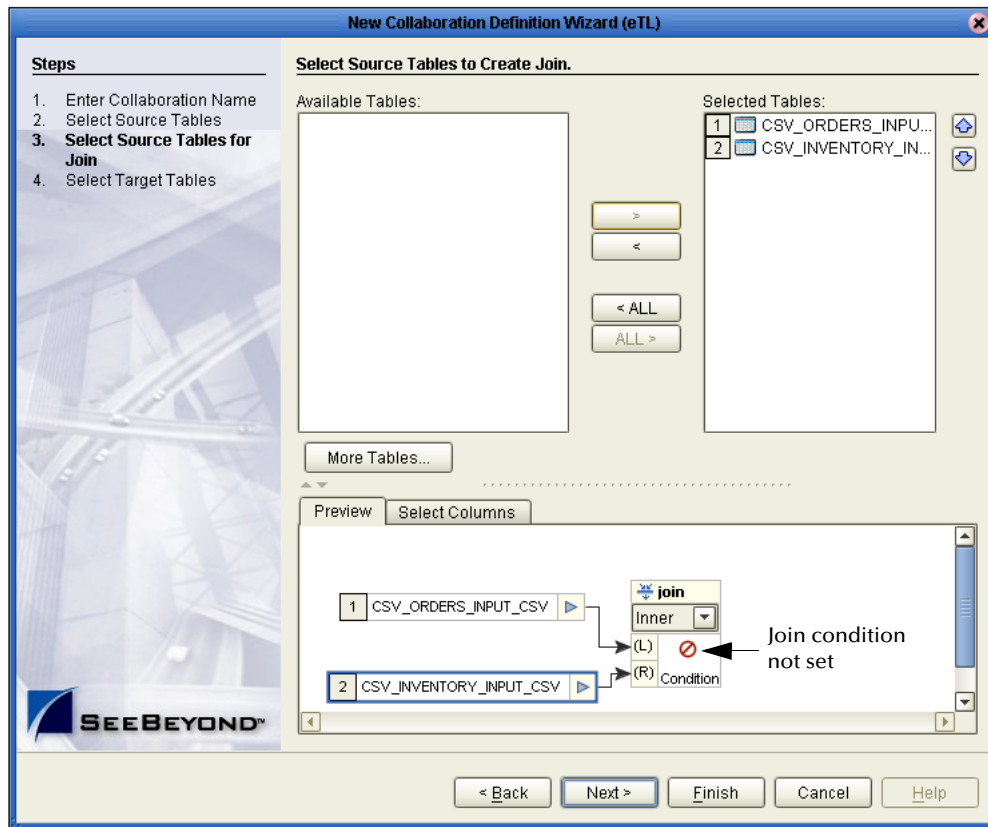 New Collaboration Definition Wizard (eTL)
Steps
1. Enter Collaboration Name
2. Select Source Tables
3. Select Source Tables for
Join
4. Select Target Tables
SEEBEYOND™
Select Source Tables to Create Join.
Available Tables:
>
<
< ALL
ALL >
Selected Tables:
1 CSV_ORDERS_INPU...
2 CSV_INVENTORY_IN...
More Tables...
Preview Select Columns
1 CSV_ORDERS_INPUT_CSV
2 CSV_INVENTORY_INPUT_CSV
join
Inner
(L)
(R) Condition
Join condition
not set
< Back Next > Finish Cancel Help